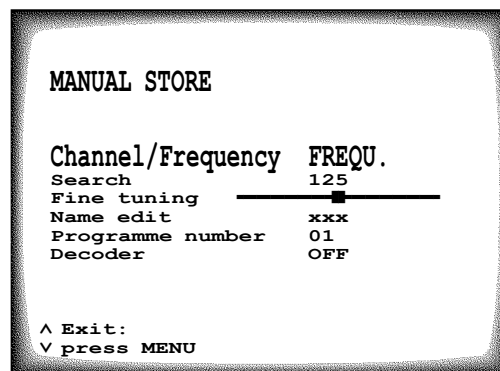 MANUAL STORE
Channel/Frequency FREQU.
Search 125
Fine tuning
Name edit xxx
Programme number 01
Decoder OFF
∧ Exit:
∨ press MENU